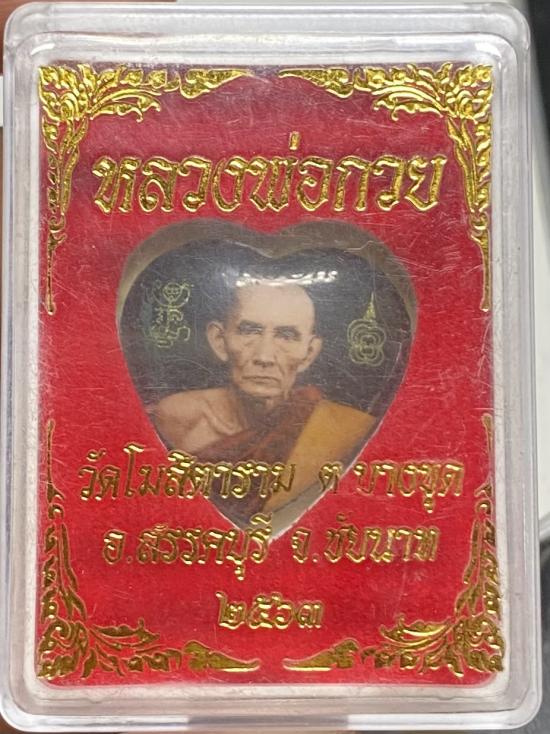 หลวงพ่อกวย
วัดโฆสิตาราม ต บางขุด
อ.สรรคบุรี จ.ชัยนาท
๒๕๖๓